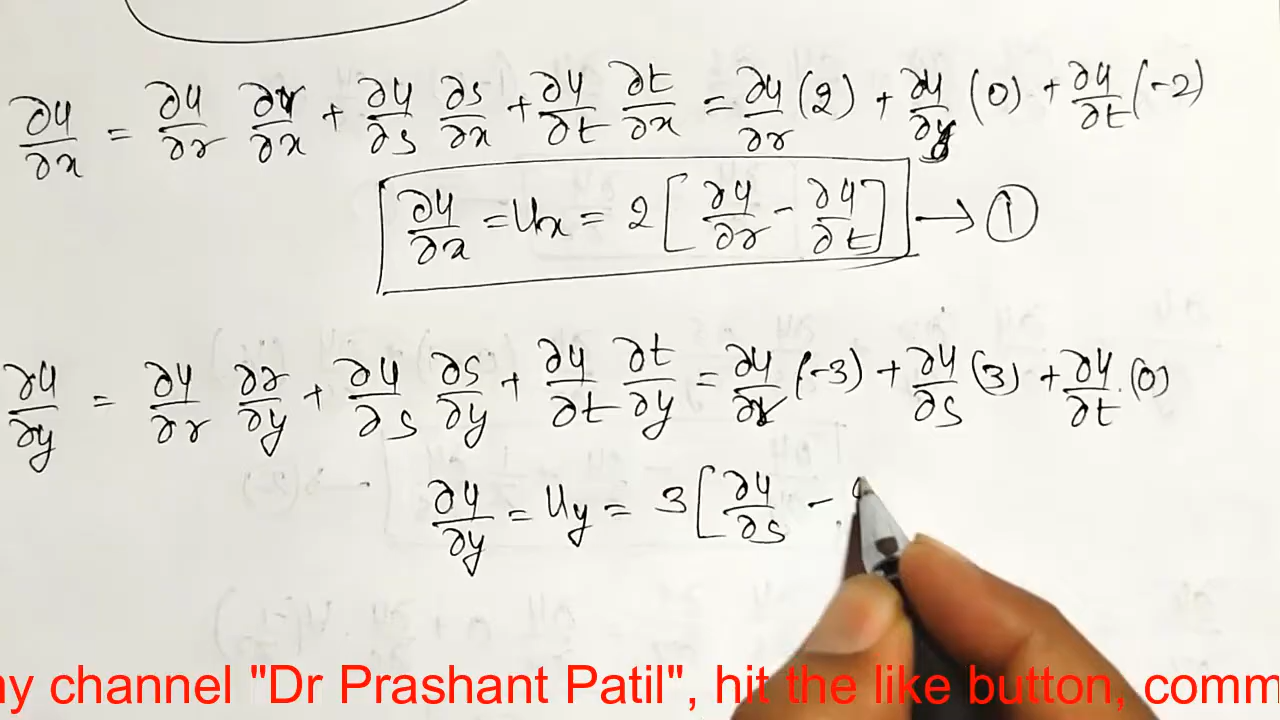 ∂u/∂x = ∂u/∂r ∂r/∂x + ∂u/∂s ∂s/∂x + ∂u/∂t ∂t/∂x = ∂u/∂r (2) + ∂u/∂s (0) + ∂u/∂t (-2)
∂u/∂x = Ux = 2 [ ∂u/∂r - ∂u/∂t ] → ①
∂u/∂y = ∂u/∂r ∂r/∂y + ∂u/∂s ∂s/∂y + ∂u/∂t ∂t/∂y = ∂u/∂r (-3) + ∂u/∂s (3) + ∂u/∂t . (0)
∂u/∂y = Uy = 3 [ ∂u/∂s -
ny channel "Dr Prashant Patil", hit the like button, comm